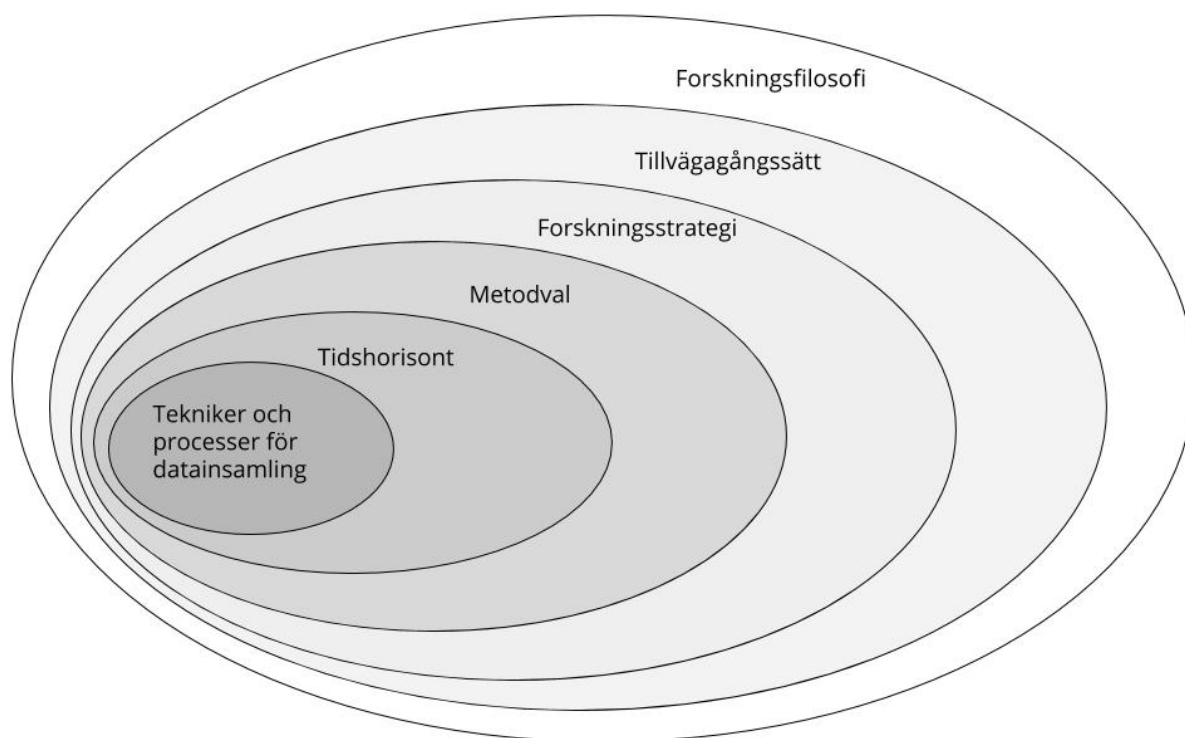 Forskningsfilosofi
Tillvägagångssätt
Forskningsstrategi
Metodval
Tidshorisont
Tekniker och
processer för
datainsamling